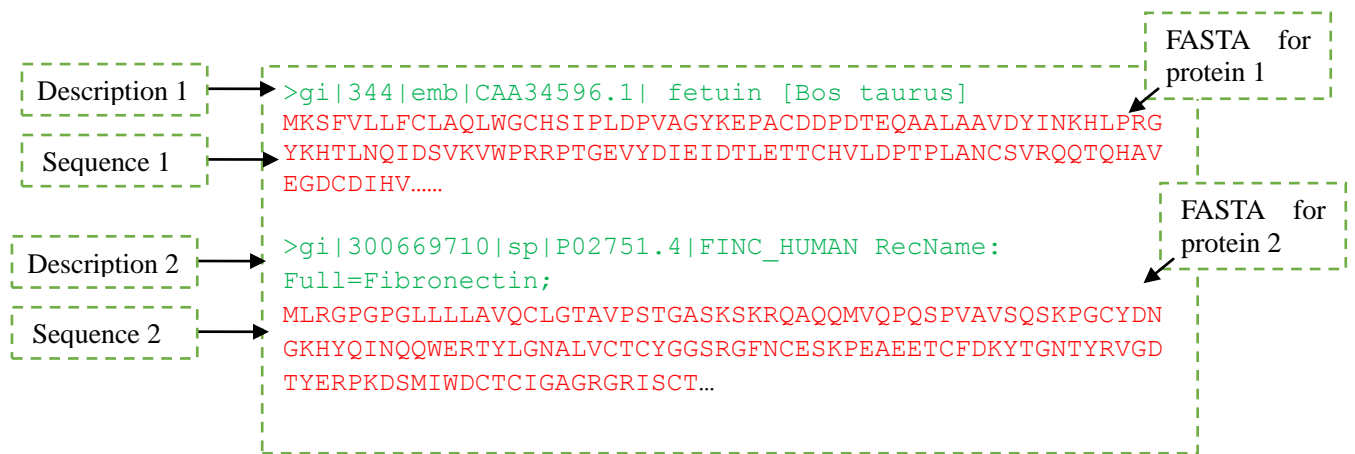 FASTA for
protein 1
Description 1
>gi|344|emb|CAA34596.1| fetuin [Bos taurus]
MKSFVLLFCLAQLWGCHSIPLDPVAGYKEPACDDPDTEQAALAAVDYINKHLPRG
Sequence 1
YKHTLNQIDSVKVWPRRPTGEVYDIEIDTLETTCHVLDPTPLANCSVRQQTQHAV
EGDCDIHV......
FASTA for
protein 2
Description 2
>gi|300669710|sp|P02751.4|FINC_HUMAN RecName:
Full=Fibronectin;
Sequence 2
MLRGPGPGLLLLAVQCLGTAVPSTGASKSKRQAQQMVQPQSPVAVSQSKPGCYDN
GKHYQINQQWERTYLGNALVCTCYGGSRGFNCESKPEAEETCFDKYTGNTYRVGD
TYERPKDSMIWDCTCIGAGRGRISCT...